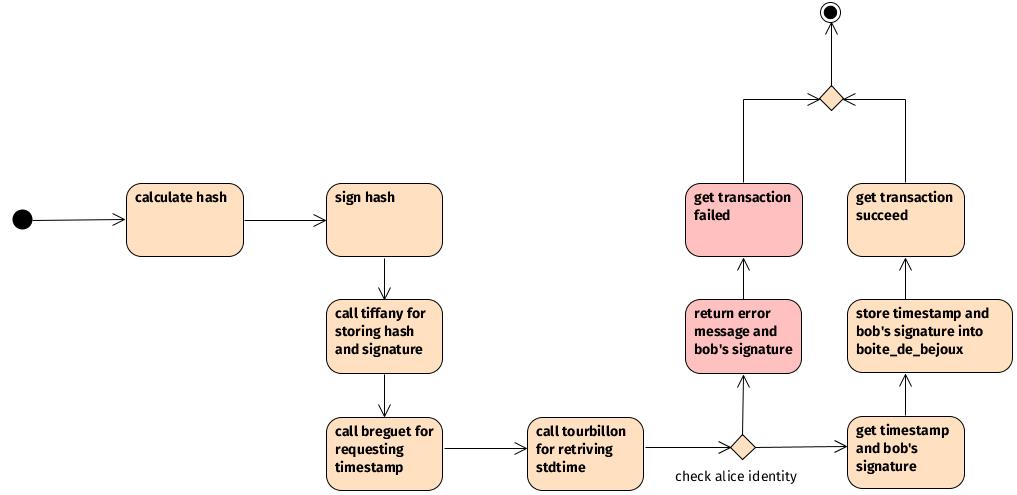 calculate hash
sign hash
call tiffany for
storing hash
and signature
call breguet for
requesting
timestamp
call tourbillon
for retriving
stdtime
check alice identity
return error
message and
bob's signature
get transaction
failed
get timestamp
and bob's
signature
store timestamp and
bob's signature into
boite_de_bejoux
get transaction
succeed